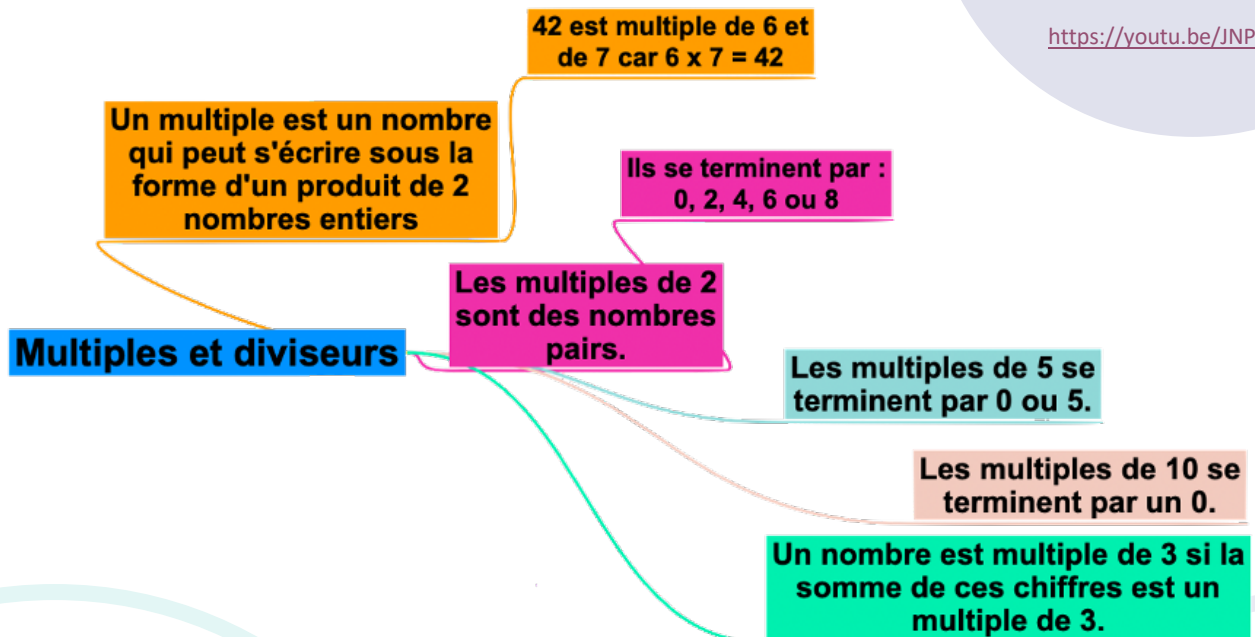 42 est multiple de 6 et
de 7 car 6 x 7 = 42
https://youtu.be/JNP
Un multiple est un nombre
qui peut s'écrire sous la
forme d'un produit de 2
nombres entiers
Ils se terminent par :
0, 2, 4, 6 ou 8
Les multiples de 2
sont des nombres
pairs.
Multiples et diviseurs
Les multiples de 5 se
terminent par 0 ou 5.
Les multiples de 10 se
terminent par un 0.
Un nombre est multiple de 3 si la
somme de ces chiffres est un
multiple de 3.